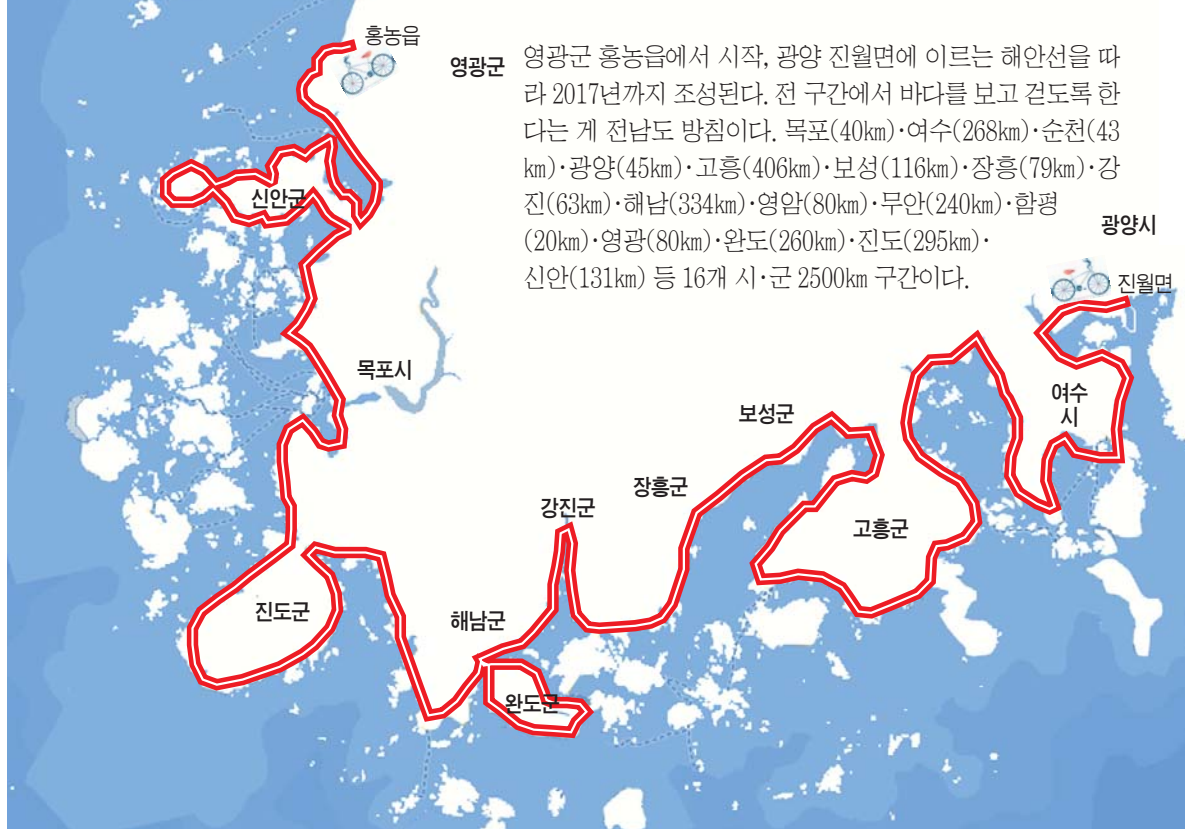 홍농읍
영광군
영광군 홍농읍에서 시작, 광양 진월면에 이르는 해안선을 따
라 2017년까지 조성된다. 전 구간에서 바다를 보고 걷도록 한
다는 게 전남도 방침이다. 목포(40㎞)·여수(268㎞)·순천(43
㎞)·광양(45㎞)·고흥(406㎞)·보성(116㎞)·장흥(79㎞)·강
진(63㎞)·해남(334㎞)·영암(80㎞)·무안(240㎞)·함평
(20㎞)·영광(80㎞)·완도(260㎞)·진도(295㎞)·
신안(131㎞) 등 16개 시·군 2500㎞ 구간이다.
신안군
광양시
진월면
목포시
여수
시
보성군
장흥군
강진군
고흥군
진도군
해남군
완도군